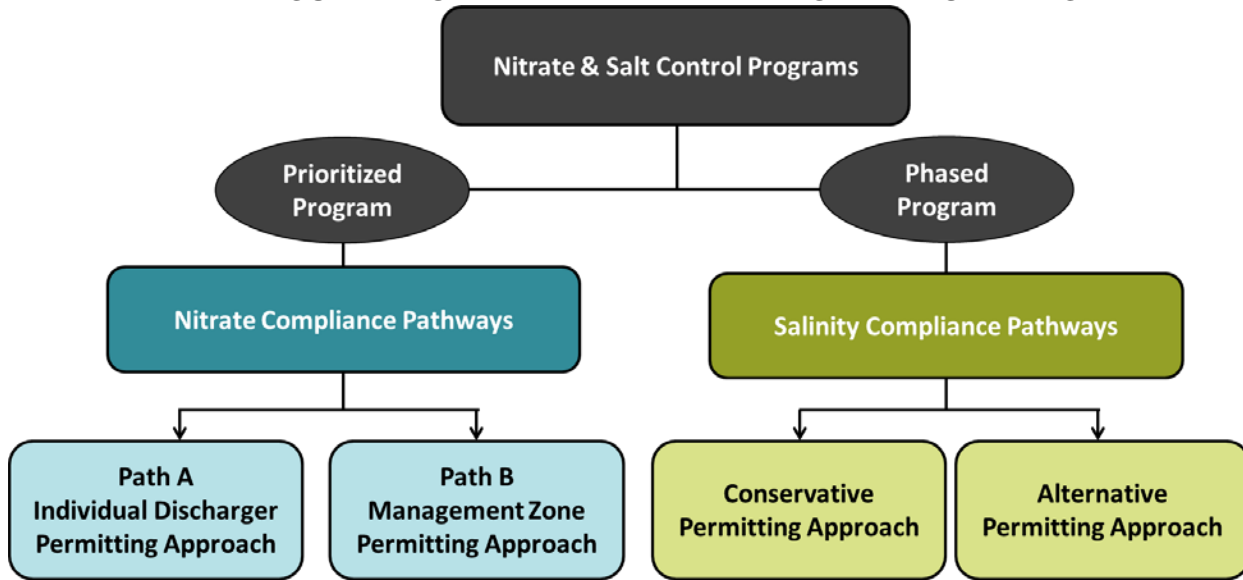 Nitrate & Salt Control Programs
Prioritized
Program
Phased
Program
Nitrate Compliance Pathways
Salinity Compliance Pathways
Path A
Individual Discharger
Permitting Approach
Path B
Management Zone
Permitting Approach
Conservative
Permitting Approach
Alternative
Permitting Approach